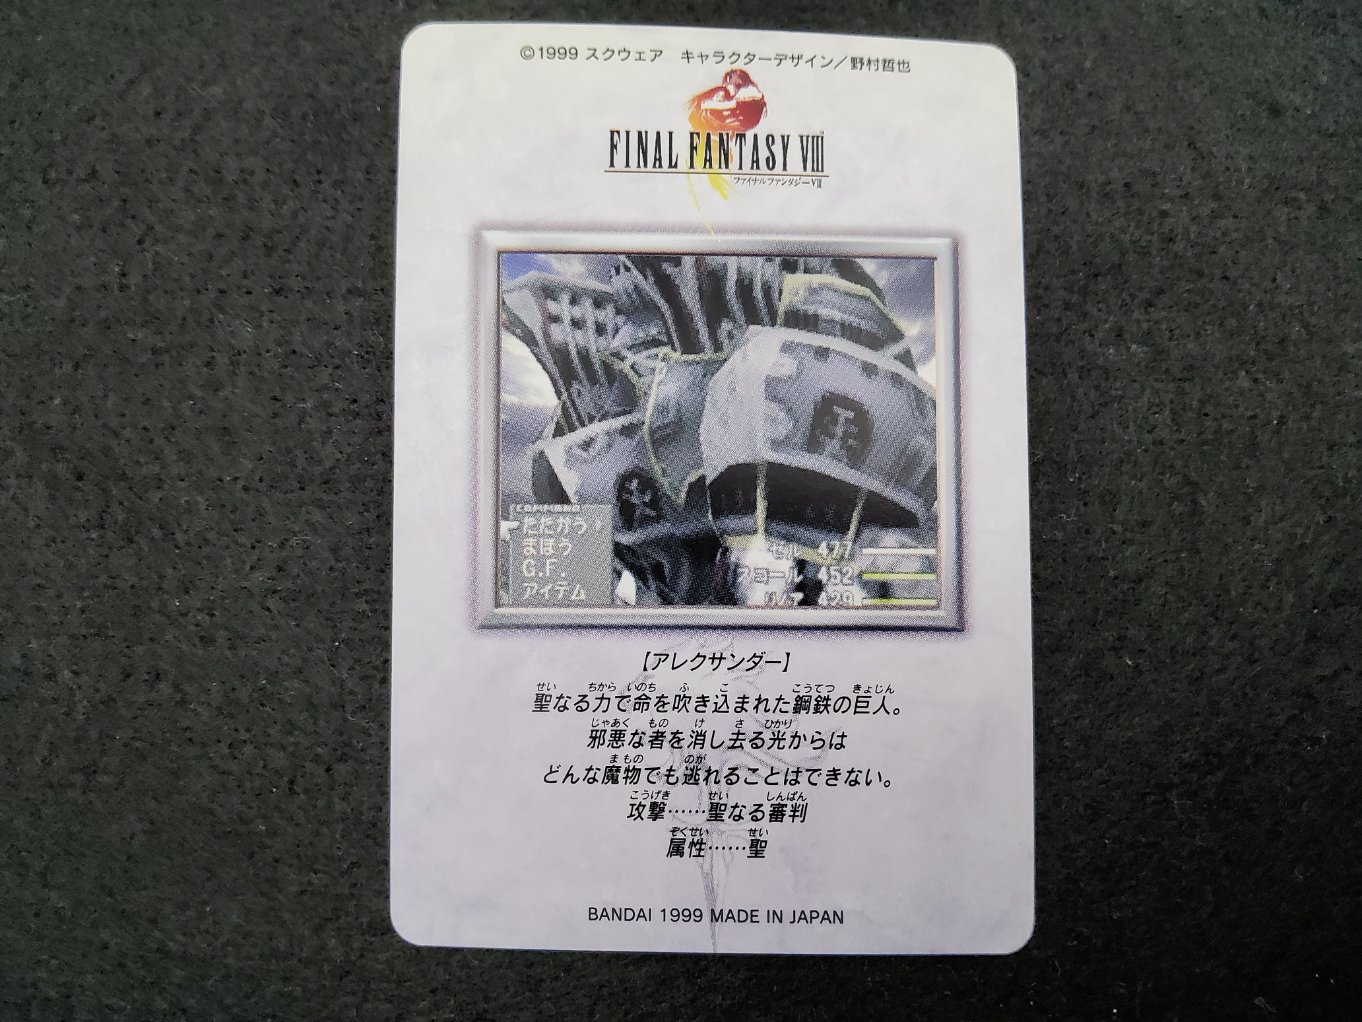 ©1999 スクウェア キャラクターデザイン／野村哲也
FINAL FANTASY VIII
ファイナルファンタジーVIII
COMMAND
たたかう
まほう
G.F.
アイテム
ゼル 477
スコール 452
429
【アレクサンダー】
聖なる力で命を吹き込まれた鋼鉄の巨人。
邪悪な者を消し去る光からは
どんな魔物でも逃れることはできない。
攻撃……聖なる審判
属性……聖
BANDAI 1999 MADE IN JAPAN